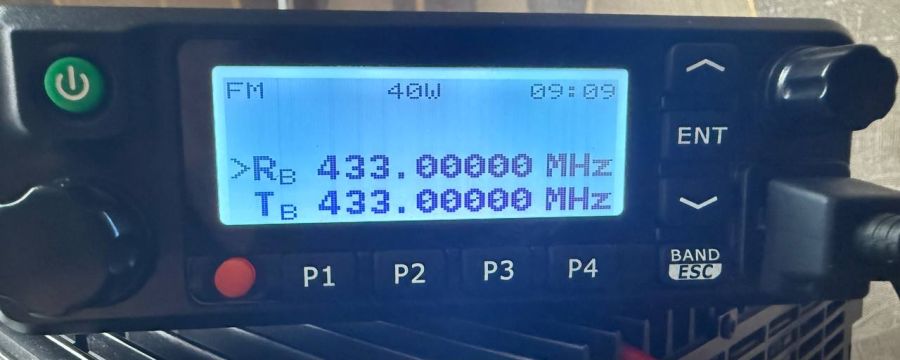 FM 40W 09:09
>RB 433.00000 MHz
TB 433.00000 MHz
ENT
P1 P2 P3 P4
BAND
ESC